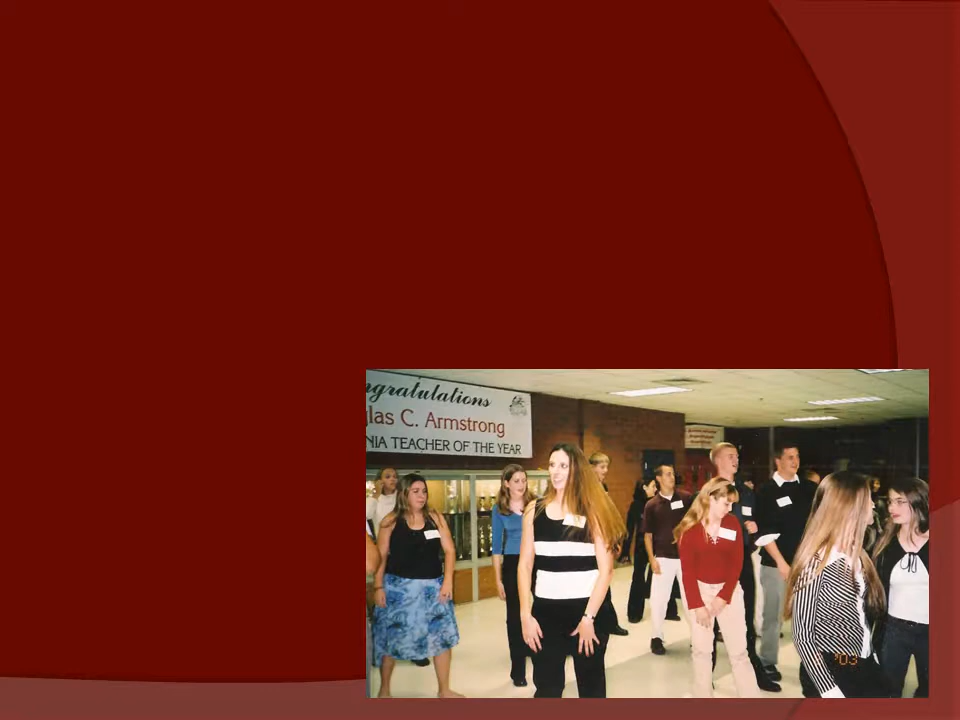 ngratulations
las C. Armstrong
NIA TEACHER OF THE YEAR
'03